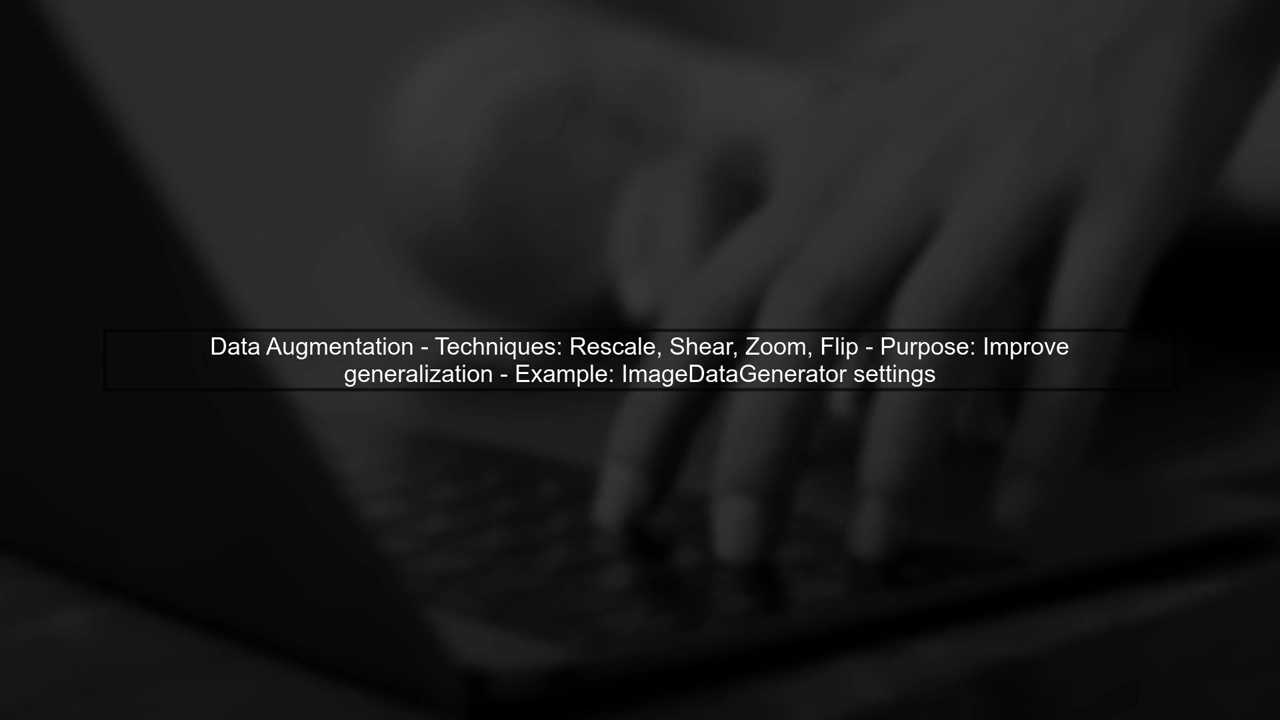 Data Augmentation - Techniques: Rescale, Shear, Zoom, Flip - Purpose: Improve
generalization - Example: ImageDataGenerator settings